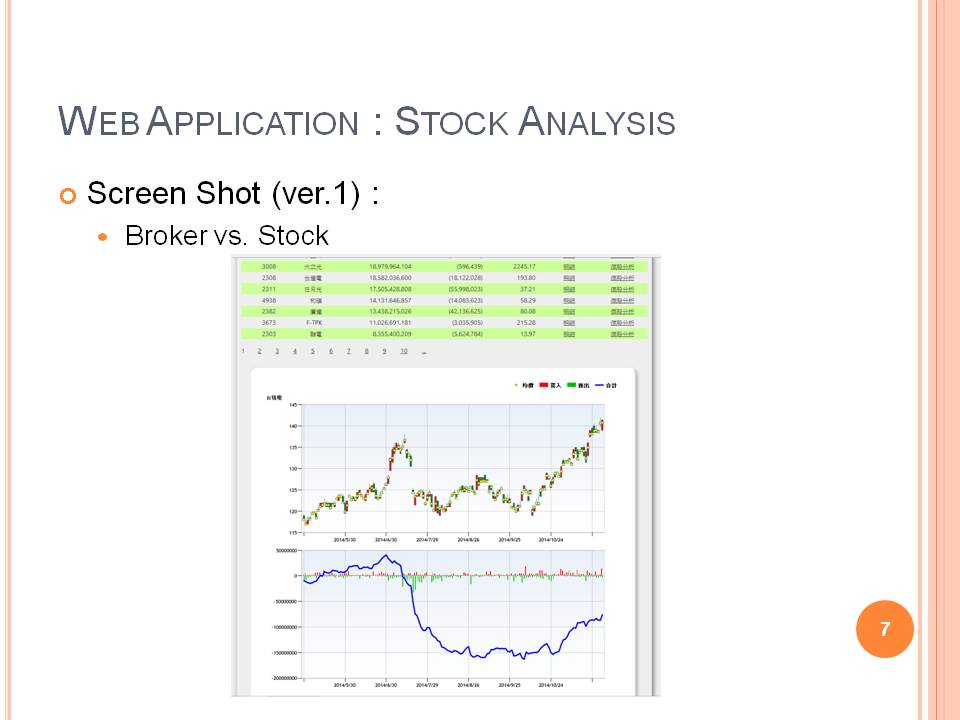 WEB APPLICATION : STOCK ANALYSIS
Screen Shot (ver.1) :
Broker vs. Stock
3008 大立光 18,979,964,104 (596,439) 2245.17 明細 個股分析
2308 台達電 18,582,036,600 (18,122,028) 193.80 明細 個股分析
2311 日月光 17,505,428,808 (55,998,023) 37.21 明細 個股分析
4938 和碩 14,131,646,857 (14,083,623) 58.29 明細 個股分析
2382 廣達 13,438,215,026 (42,136,625) 80.08 明細 個股分析
3673 F-TPK 11,026,691,181 (3,035,905) 215.28 明細 個股分析
2303 聯電 8,355,400,209 (5,624,784) 13.97 明細 個股分析
1 2 3 4 5 6 7 8 9 10 ...
均價 買入 賣出 合計
台積電
145
140
135
130
125
120
115
2014/5/30 2014/6/30 2014/7/29 2014/8/26 2014/9/25 2014/10/24
50000000
0
-50000000
-100000000
-150000000
-200000000
2014/5/30 2014/6/30 2014/7/29 2014/8/26 2014/9/25 2014/10/24
7